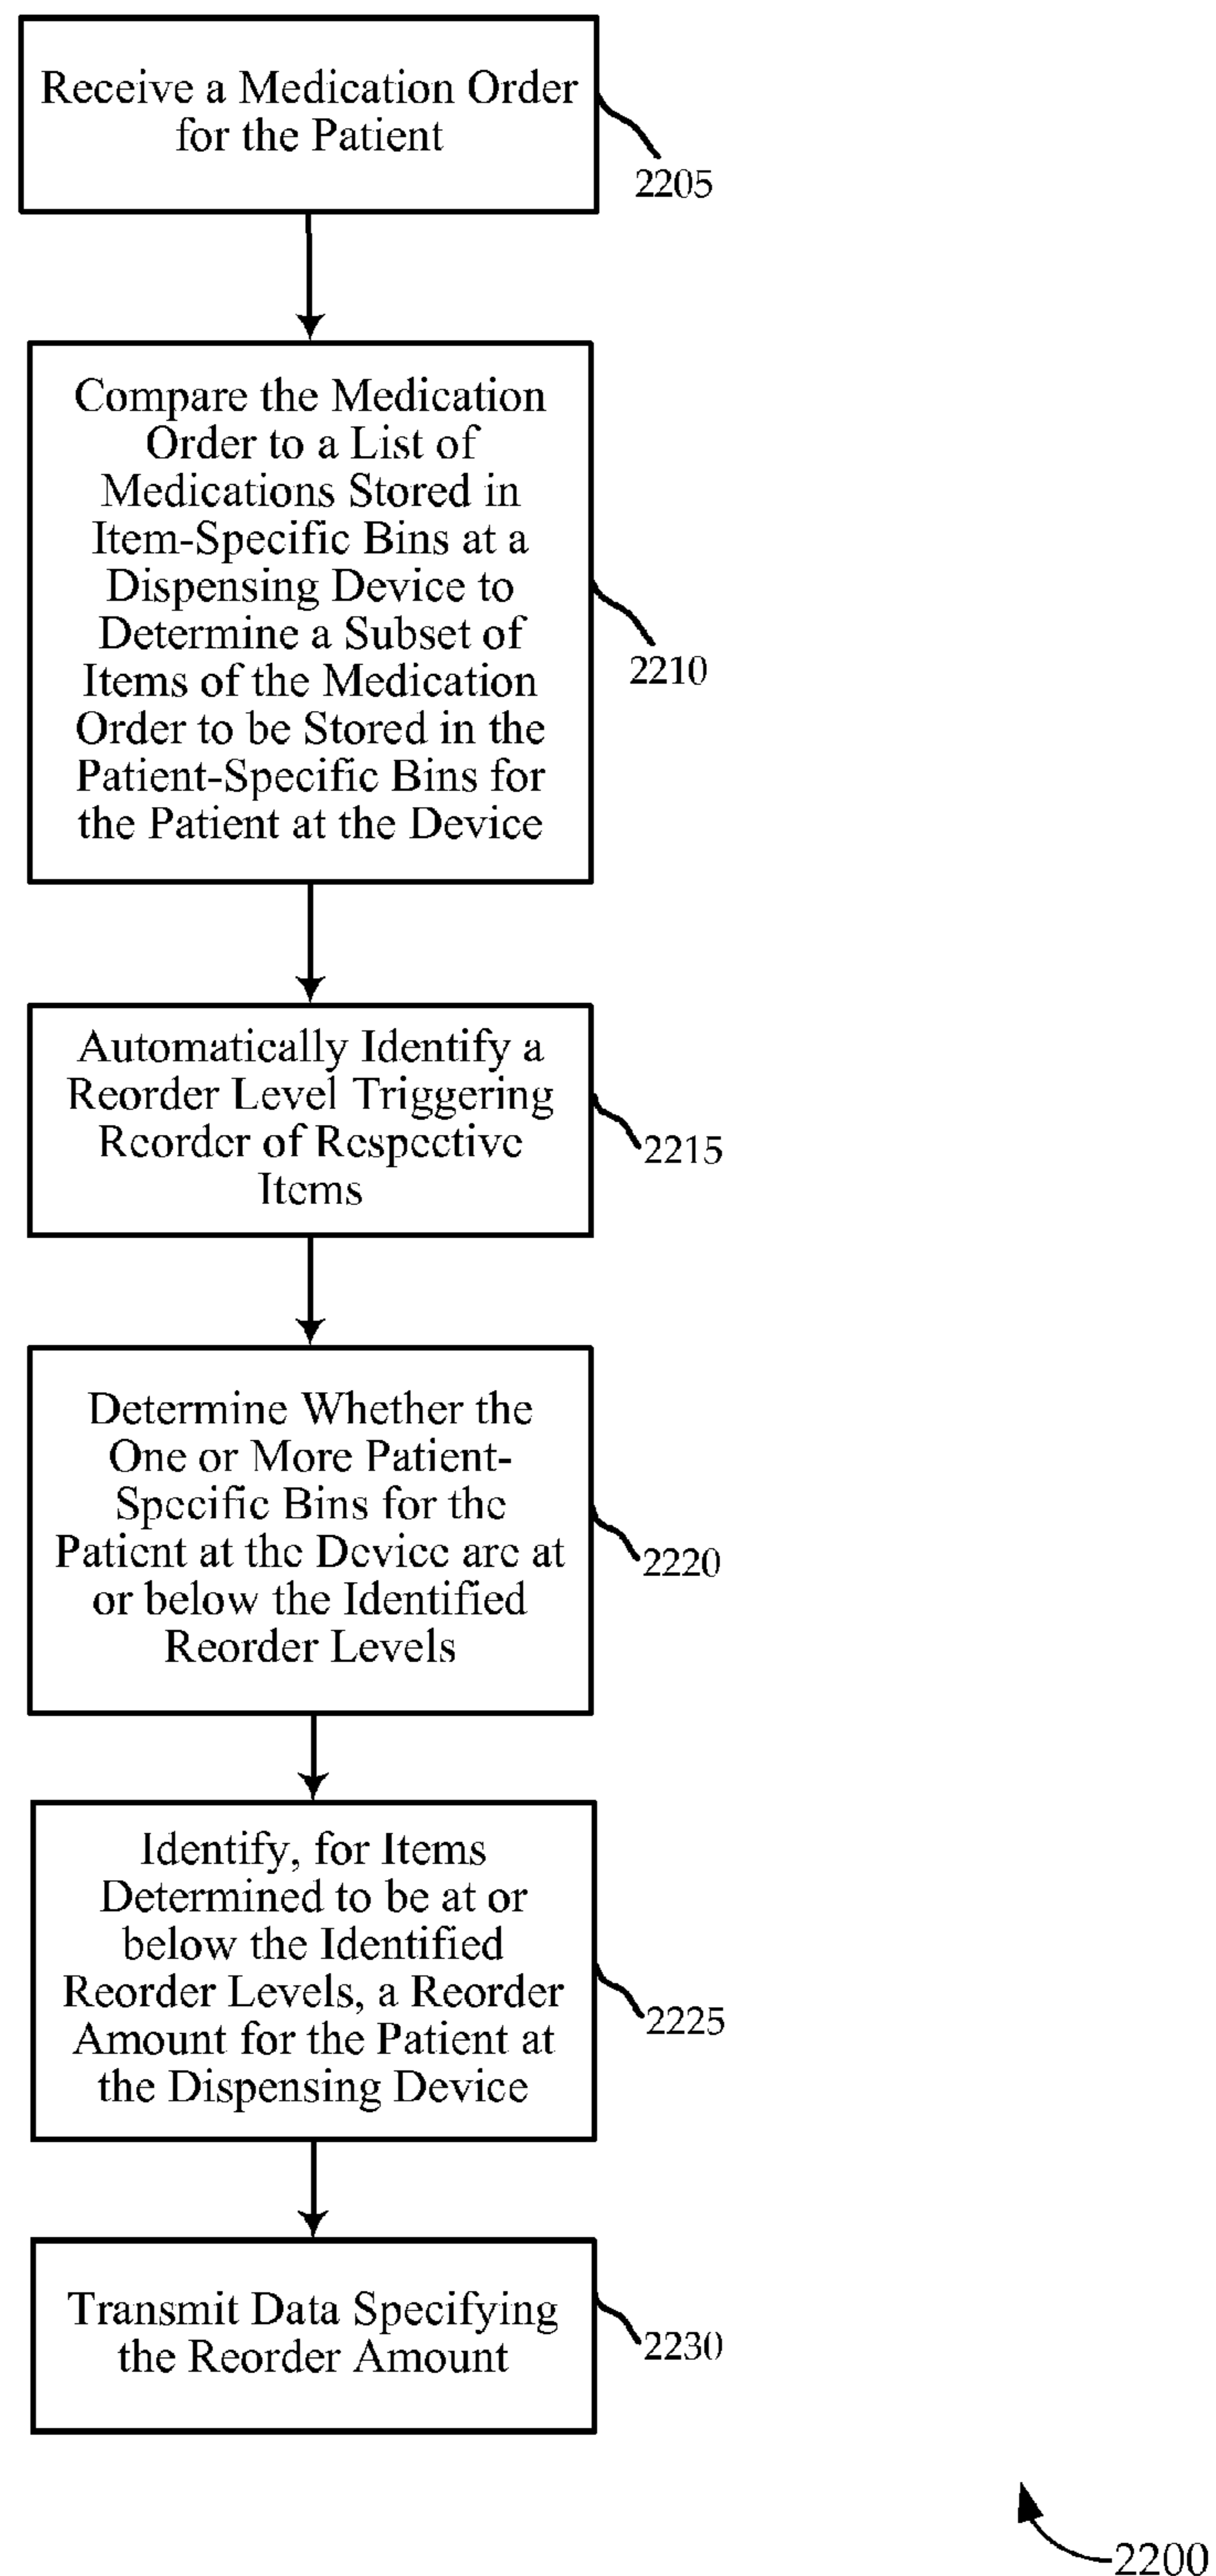 Receive a Medication Order
for the Patient
2205
Compare the Medication
Order to a List of
Medications Stored in
Item-Specific Bins at a
Dispensing Device to
Determine a Subset of
Items of the Medication
Order to be Stored in the
Patient-Specific Bins for
the Patient at the Device
2210
Automatically Identify a
Reorder Level Triggering
Reorder of Respective
Items
2215
Determine Whether the
One or More Patient-
Specific Bins for the
Patient at the Device are at
or below the Identified
Reorder Levels
2220
Identify, for Items
Determined to be at or
below the Identified
Reorder Levels, a Reorder
Amount for the Patient at
the Dispensing Device
2225
Transmit Data Specifying
the Reorder Amount
2230
2200